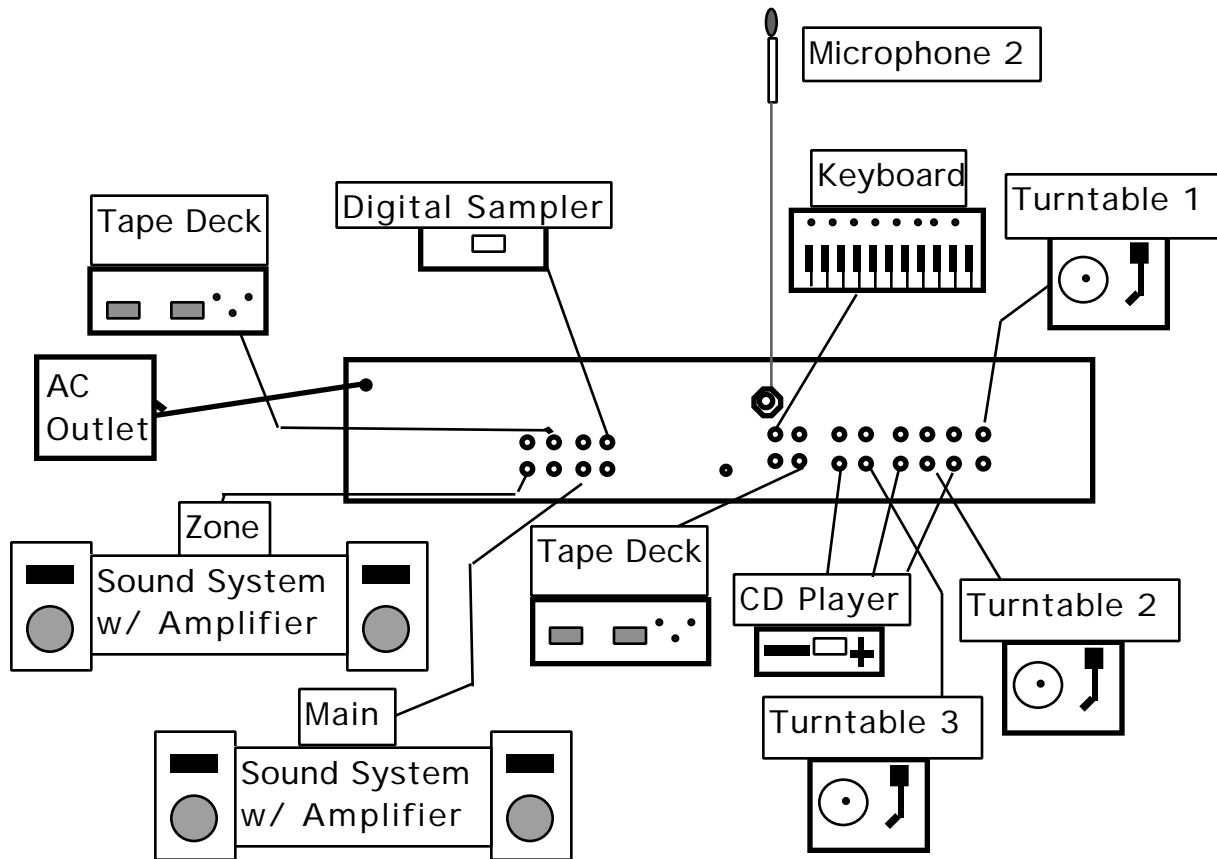 Microphone 2
Keyboard
Turntable 1
Digital Sampler
Tape Deck
AC
Outlet
Zone
Sound System
w/ Amplifier
Tape Deck
CD Player
Turntable 2
Main
Turntable 3
Sound System
w/ Amplifier